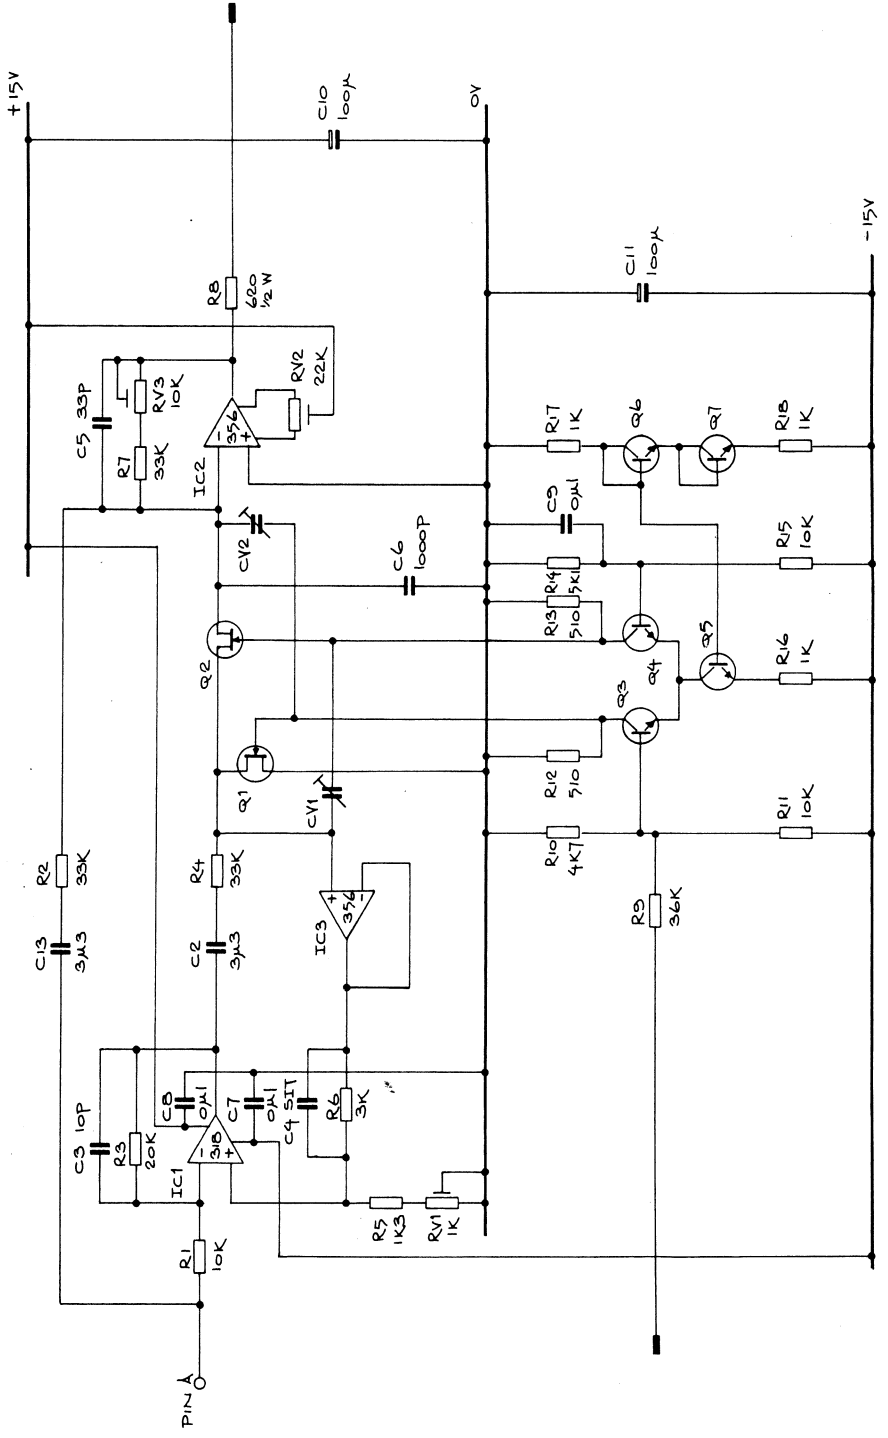 +15V
C10
100µ
0V
C11
100µ
-15V
R8
620
½W
C5 33P
RV3
10K
R7
33K
IC2
-
+
356
RV2
22K
CV2
C6
1000P
Q2
Q1
CV1
R2
33K
C13
3µ3
R4
33K
C2
3µ3
IC3
+
-
356
C3 10P
R3
20K
IC1
-
+
318
C8
0µ1
C7
0µ1
C4 SIT
R6
3K
R5
1K3
RV1
1K
R1
10K
PIN A
R17
1K
Q6
Q7
R18
1K
C9
0µ1
R14
5K1
R13
510
R15
10K
Q4
Q5
R16
1K
Q3
R12
510
R10
4K7
R11
10K
R9
36K